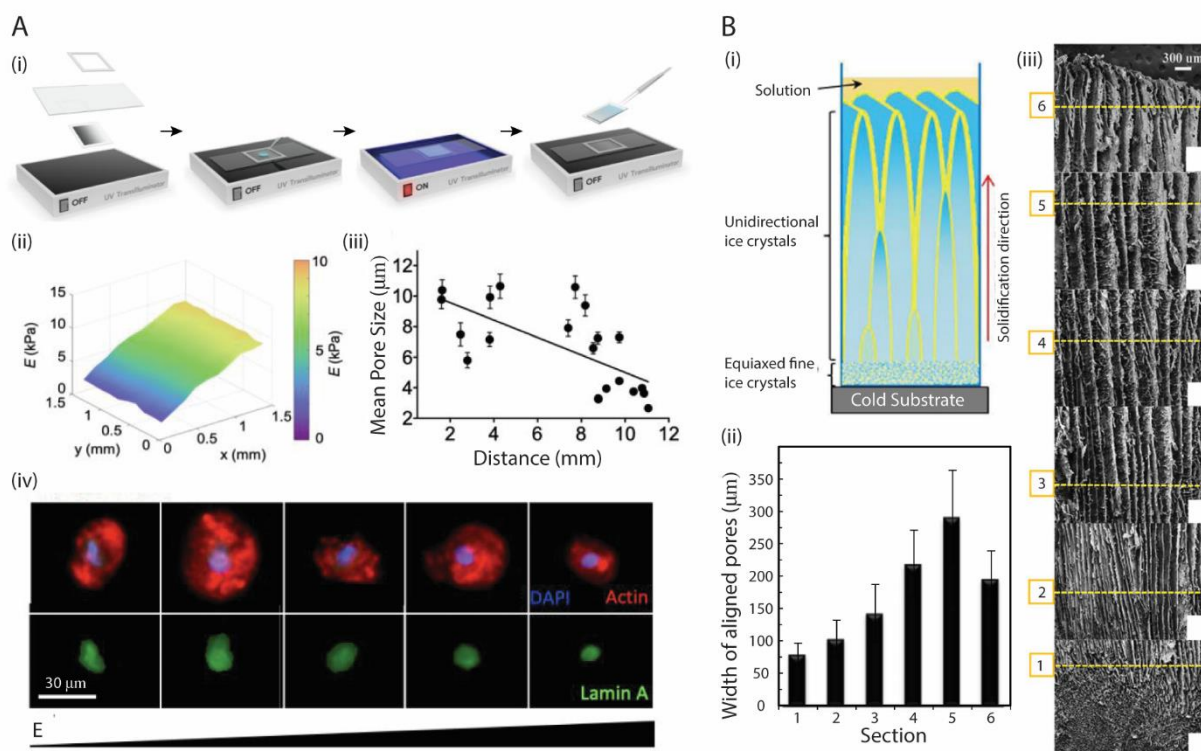 A
(i)
OFF
UV Transilluminator
OFF
UV Transilluminator
ON
UV Transilluminator
OFF
UV Transilluminator
(ii)
15
10
5
0
E (kPa)
1.5
1
0.5
0
y (mm)
0
0.5
1
1.5
x (mm)
10
5
0
E (kPa)
(iii)
Mean Pore Size (µm)
12
10
8
6
4
2
2
4
6
8
10
12
Distance (mm)
(iv)
DAPI
Actin
30 µm
Lamin A
E
B
(i)
Solution
Unidirectional
ice crystals
Equiaxed fine
ice crystals
Solidification direction
Cold Substrate
(ii)
Width of aligned pores (µm)
350
300
250
200
150
100
50
0
1
2
3
4
5
6
Section
(iii)
300 um
6
5
4
3
2
1